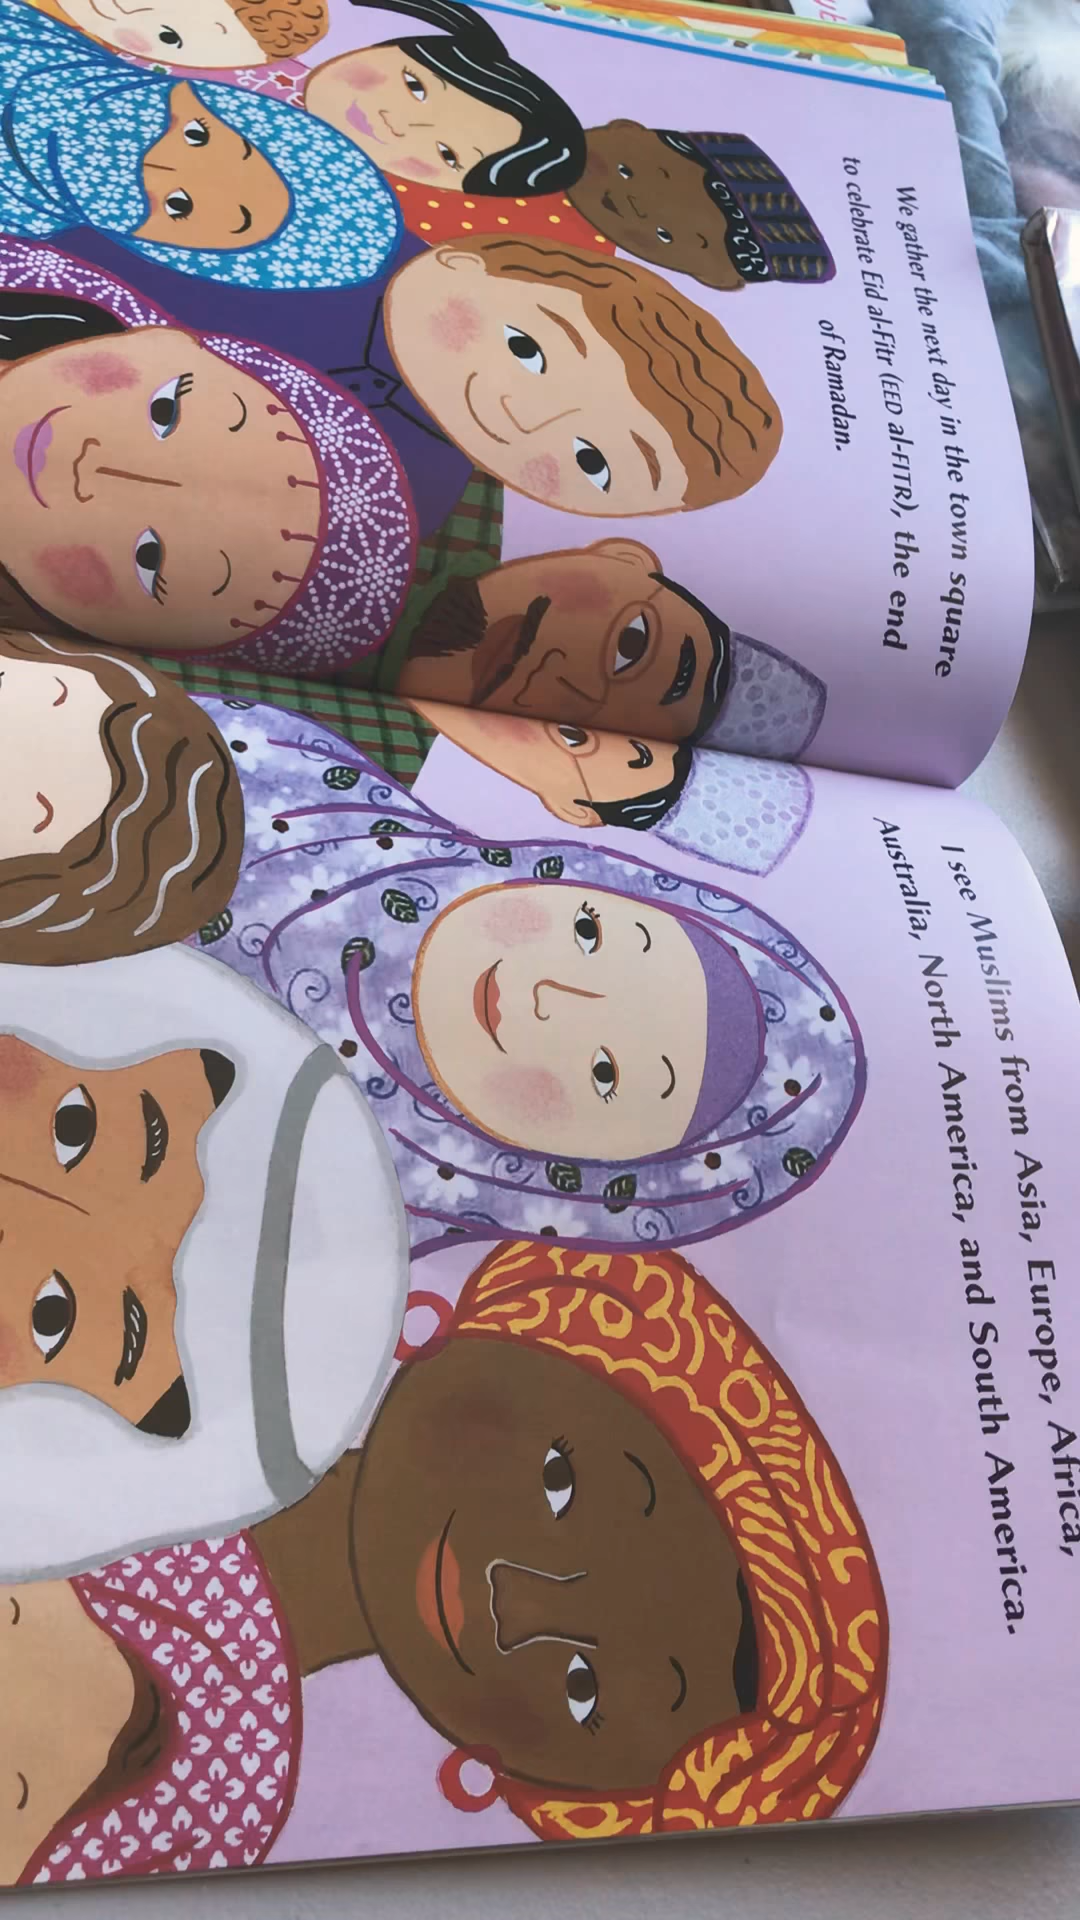 We gather the next day in the town square
to celebrate Eid al-Fitr (EED al-FITR), the end
of Ramadan.
I see Muslims from Asia, Europe, Africa,
Australia, North America, and South America.